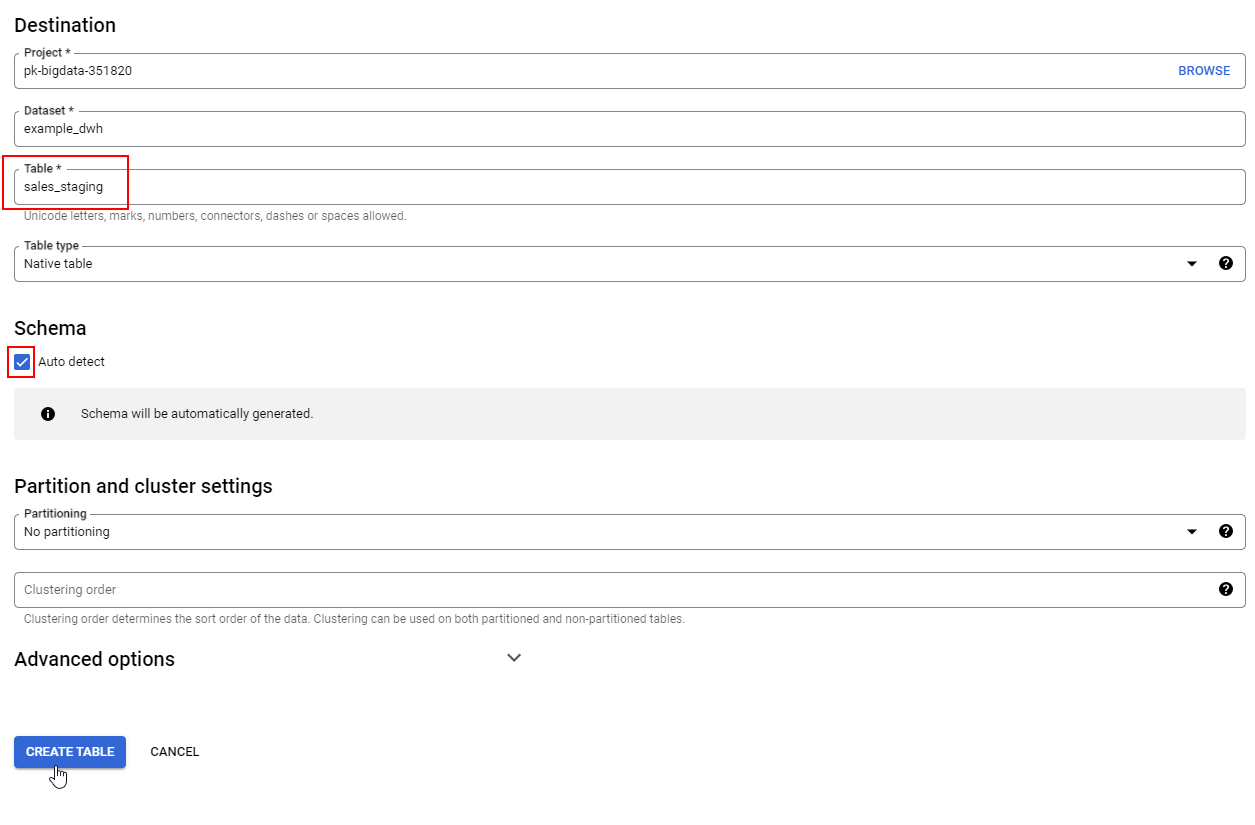 Destination
Project *
pk-bigdata-351820
BROWSE
Dataset *
example_dwh
Table *
sales_staging
Unicode letters, marks, numbers, connectors, dashes or spaces allowed.
Table type
Native table
Schema
Auto detect
Schema will be automatically generated.
Partition and cluster settings
Partitioning
No partitioning
Clustering order
Clustering order determines the sort order of the data. Clustering can be used on both partitioned and non-partitioned tables.
Advanced options
CREATE TABLE
CANCEL